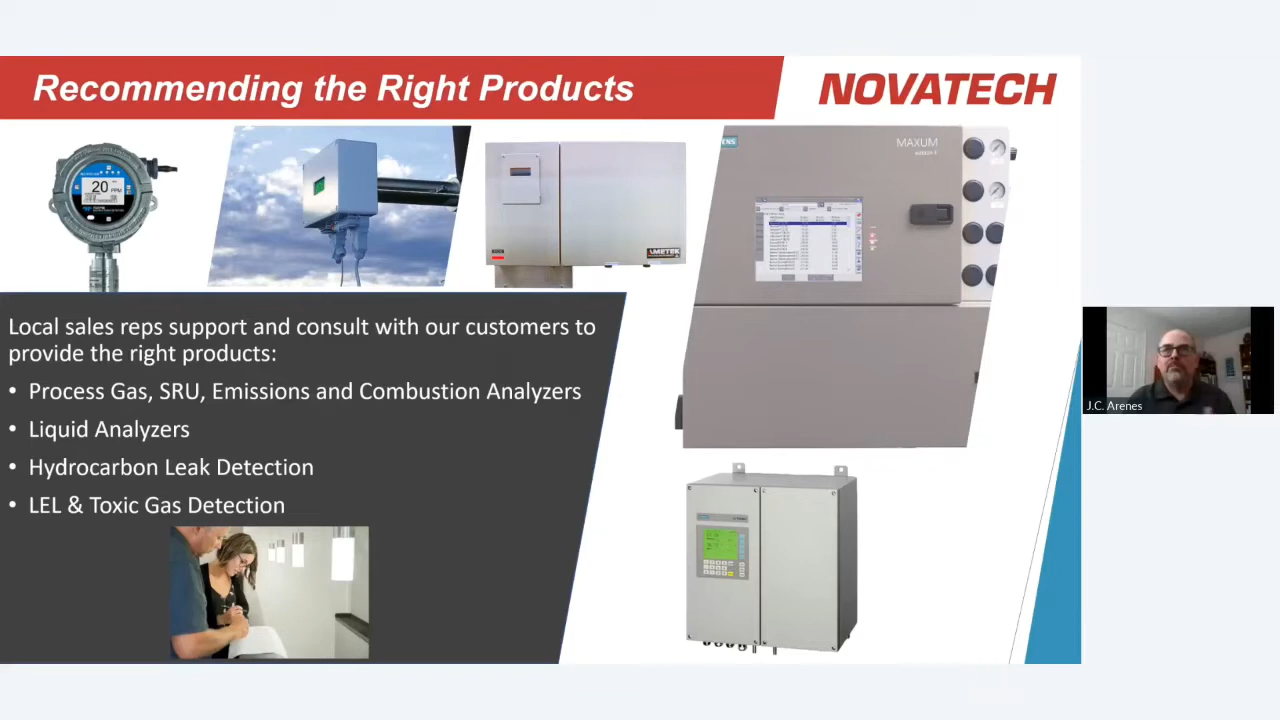 Recommending the Right Products
NOVATECH
20
PPM
AMETEK
ENS
MAXUM
Local sales reps support and consult with our customers to
provide the right products:
• Process Gas, SRU, Emissions and Combustion Analyzers
• Liquid Analyzers
• Hydrocarbon Leak Detection
• LEL & Toxic Gas Detection
J.C. Arenes